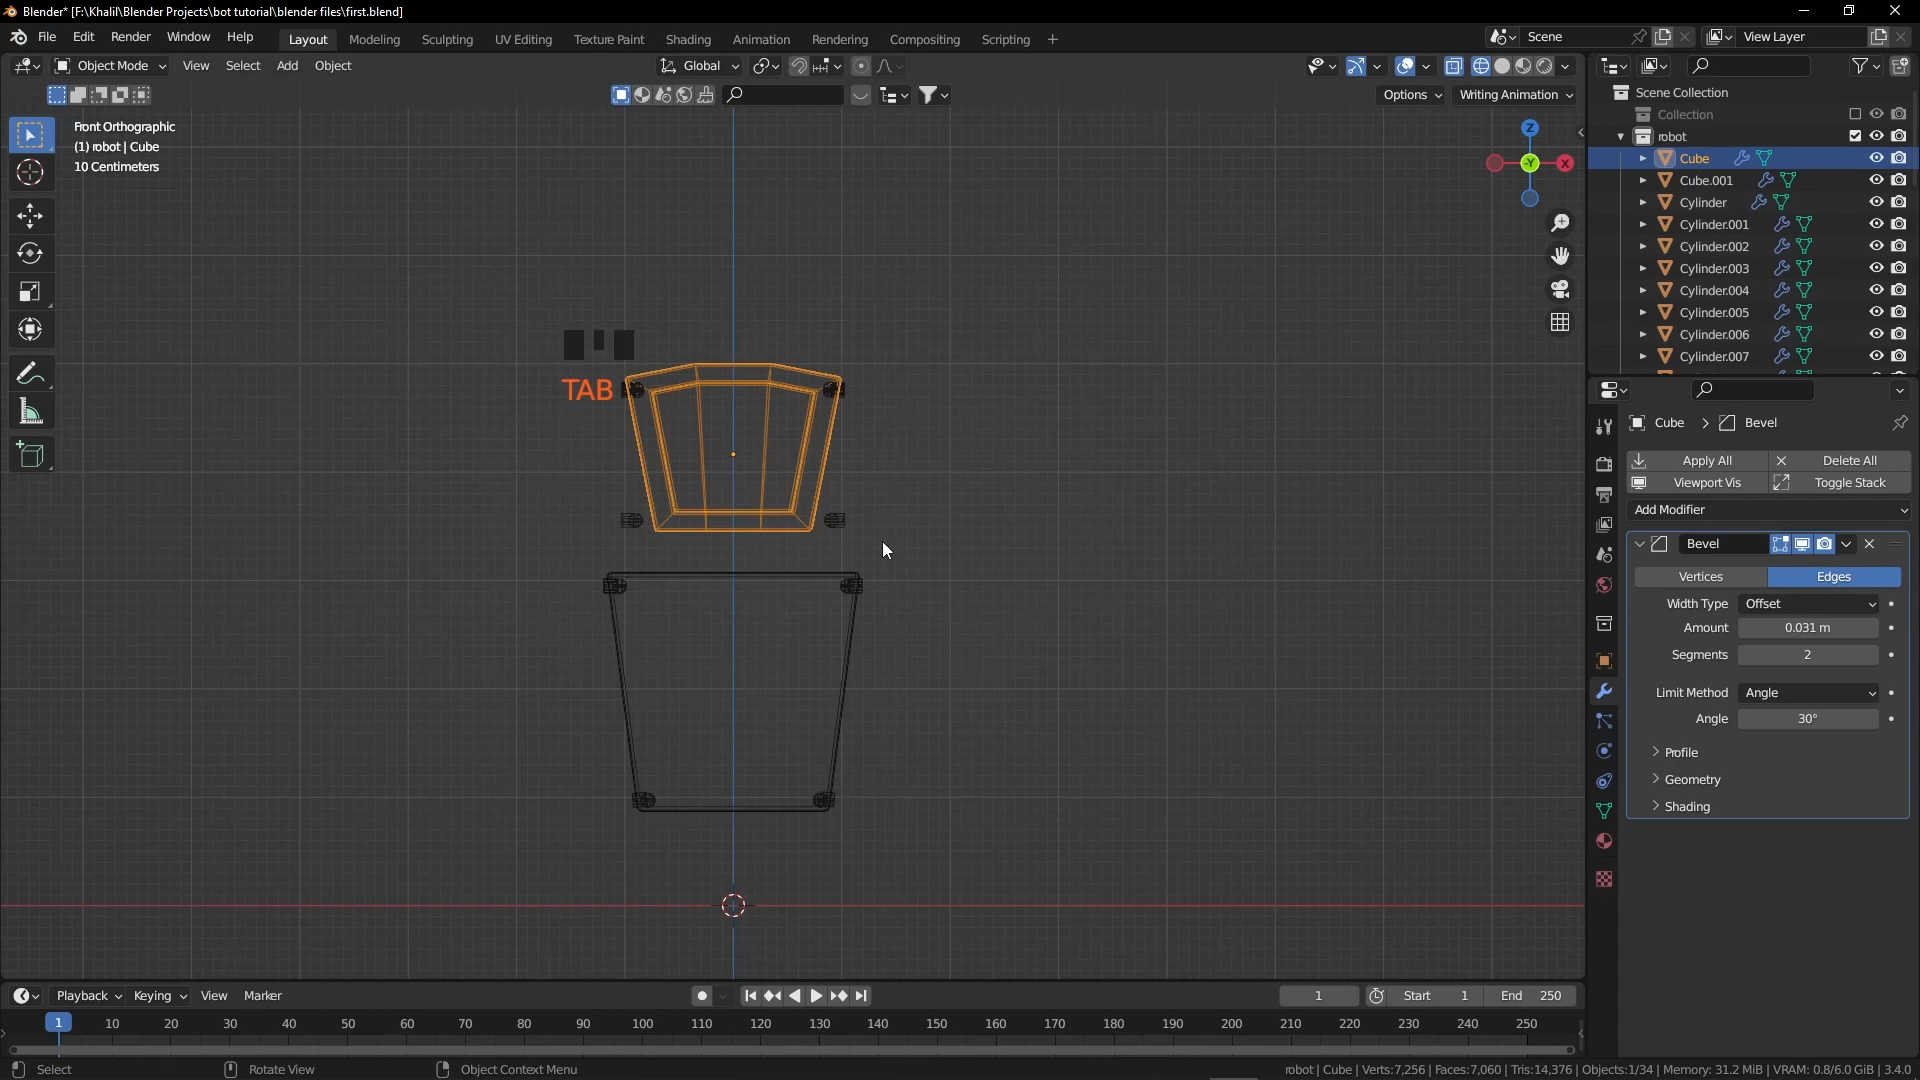 Blender* [F:\Khalil\Blender Projects\bot tutorial\blender files\first.blend]
File Edit Render Window Help Layout Modeling Sculpting UV Editing Texture Paint Shading Animation Rendering Compositing Scripting + Scene View Layer
Object Mode View Select Add Object Global
Options Writing Animation
Front Orthographic
(1) robot | Cube
10 Centimeters
Z
-Y X
TAB
Scene Collection
Collection
robot
Cube
Cube.001
Cylinder
Cylinder.001
Cylinder.002
Cylinder.003
Cylinder.004
Cylinder.005
Cylinder.006
Cylinder.007
Cube > Bevel
Apply All Delete All
Viewport Vis Toggle Stack
Add Modifier
Bevel
Vertices Edges
Width Type Offset
Amount 0.031 m
Segments 2
Limit Method Angle
Angle 30°
Profile
Geometry
Shading
Playback Keying View Marker 1 Start 1 End 250
1 10 20 30 40 50 60 70 80 90 100 110 120 130 140 150 160 170 180 190 200 210 220 230 240 250
Select Rotate View Object Context Menu robot | Cube | Verts:7,256 | Faces:7,060 | Tris:14,376 | Objects:1/34 | Memory: 31.2 MiB | VRAM: 0.8/6.0 GiB | 3.4.0